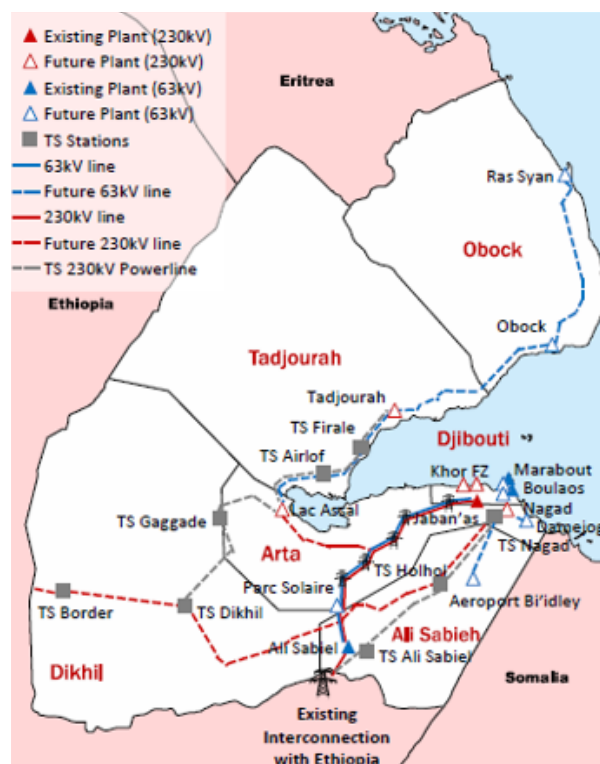 Existing Plant (230kV)
Future Plant (230kV)
Existing Plant (63kV)
Future Plant (63kV)
TS Stations
63kV line
Future 63kV line
230kV line
Future 230kV line
TS 230kV Powerline
Eritrea
Ras Syan
Obock
Ethiopia
Obock
Tadjourah
Tadjourah
TS Firale
Djibouti
TS Airlof
Khor FZ
Marabout
Boulaos
Lac Assal
Jaban'as
Nagad
Damejog
TS Gaggade
TS Nagad
Arta
TS Holhol
Parc Solaire
Aeroport Bi'idley
TS Border
TS Dikhil
Ali Sabieh
Ali Sabiel
TS Ali Sabiel
Dikhil
Somalia
Existing
Interconnection
with Ethiopia